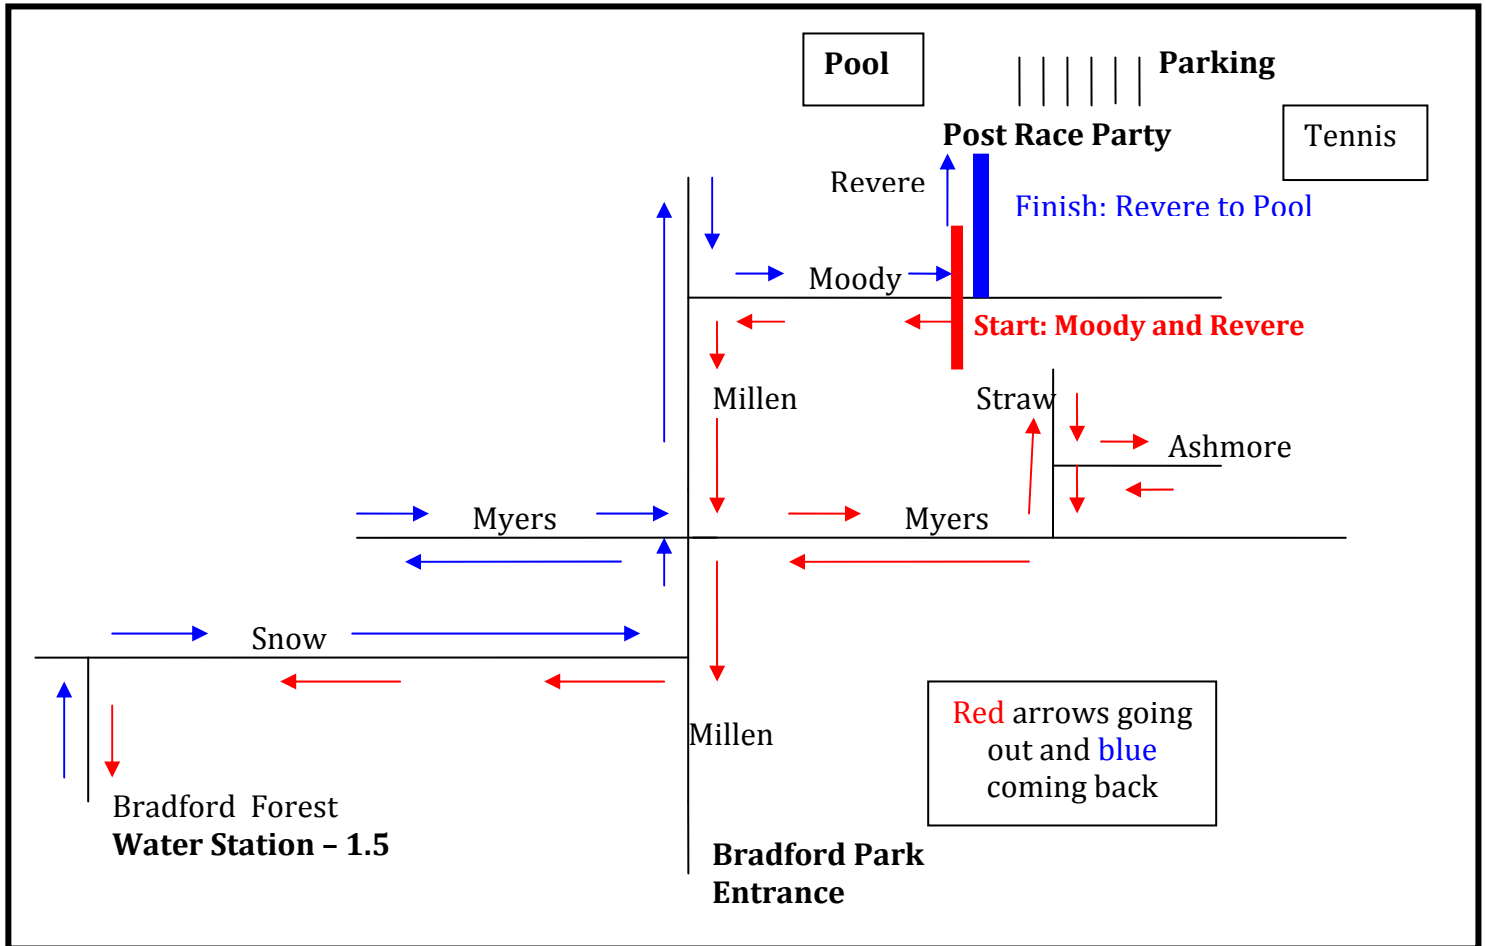 Pool
Parking
Post Race Party
Tennis
Revere
Finish: Revere to Pool
Moody
Start: Moody and Revere
Millen
Straw
Ashmore
Myers
Myers
Snow
Millen
Red arrows going
out and blue
coming back
Bradford Forest
Water Station – 1.5
Bradford Park
Entrance